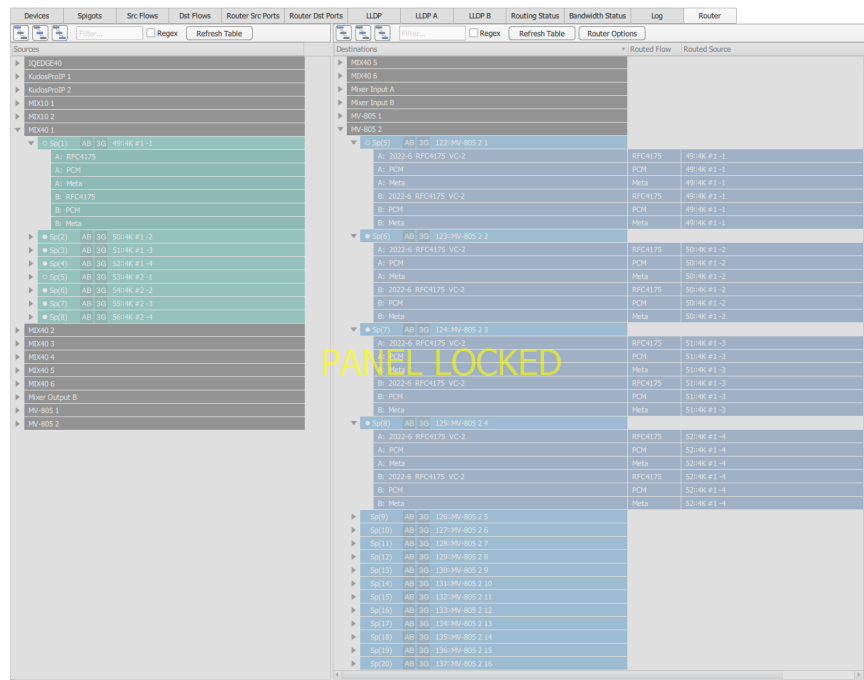 Devices Spigots Src Flows Dst Flows Router Src Ports Router Dst Ports LLDP LLDP A LLDP B Routing Status Bandwidth Status Log Router
Filter... Regex Refresh Table Filter... Regex Refresh Table Router Options
Sources
IQEDGE40
KudosProIP 1
KudosProIP 2
MIX10 1
MIX10 2
MIX40 1
Sp(1) AB 3G 49::4K #1 -1
A: RFC4175
A: PCM
A: Meta
B: RFC4175
B: PCM
B: Meta
Sp(2) AB 3G 50::4K #1 -2
Sp(3) AB 3G 51::4K #1 -3
Sp(4) AB 3G 52::4K #1 -4
Sp(5) AB 3G 53::4K #2 -1
Sp(6) AB 3G 54::4K #2 -2
Sp(7) AB 3G 55::4K #2 -3
Sp(8) AB 3G 56::4K #2 -4
MIX40 2
MIX40 3
MIX40 4
MIX40 5
MIX40 6
Mixer Output B
MV-805 1
MV-805 2
Destinations Routed Flow Routed Source
MIX40 5
MIX40 6
Mixer Input A
Mixer Input B
MV-805 1
MV-805 2
Sp(5) AB 3G 122::MV-805 2 1
A: 2022-6 RFC4175 VC-2 RFC4175 49::4K #1 -1
A: PCM PCM 49::4K #1 -1
A: Meta Meta 49::4K #1 -1
B: 2022-6 RFC4175 VC-2 RFC4175 49::4K #1 -1
B: PCM PCM 49::4K #1 -1
B: Meta Meta 49::4K #1 -1
Sp(6) AB 3G 123::MV-805 2 2
A: 2022-6 RFC4175 VC-2 RFC4175 50::4K #1 -2
A: PCM PCM 50::4K #1 -2
A: Meta Meta 50::4K #1 -2
B: 2022-6 RFC4175 VC-2 RFC4175 50::4K #1 -2
B: PCM PCM 50::4K #1 -2
B: Meta Meta 50::4K #1 -2
Sp(7) AB 3G 124::MV-805 2 3
A: 2022-6 RFC4175 VC-2 RFC4175 51::4K #1 -3
A: PCM PCM 51::4K #1 -3
PANEL LOCKED
A: Meta Meta 51::4K #1 -3
B: 2022-6 RFC4175 VC-2 RFC4175 51::4K #1 -3
B: PCM PCM 51::4K #1 -3
B: Meta Meta 51::4K #1 -3
Sp(8) AB 3G 125::MV-805 2 4
A: 2022-6 RFC4175 VC-2 RFC4175 52::4K #1 -4
A: PCM PCM 52::4K #1 -4
A: Meta Meta 52::4K #1 -4
B: 2022-6 RFC4175 VC-2 RFC4175 52::4K #1 -4
B: PCM PCM 52::4K #1 -4
B: Meta Meta 52::4K #1 -4
Sp(9) AB 3G 126::MV-805 2 5
Sp(10) AB 3G 127::MV-805 2 6
Sp(11) AB 3G 128::MV-805 2 7
Sp(12) AB 3G 129::MV-805 2 8
Sp(13) AB 3G 130::MV-805 2 9
Sp(14) AB 3G 131::MV-805 2 10
Sp(15) AB 3G 132::MV-805 2 11
Sp(16) AB 3G 133::MV-805 2 12
Sp(17) AB 3G 134::MV-805 2 13
Sp(18) AB 3G 135::MV-805 2 14
Sp(19) AB 3G 136::MV-805 2 15
Sp(20) AB 3G 137::MV-805 2 16